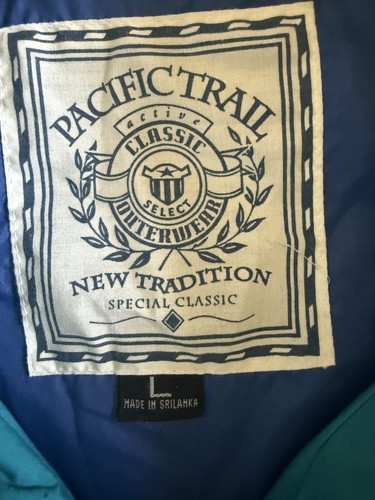 PACIFIC TRAIL
active
CLASSIC
SELECT
OUTERWEAR
NEW TRADITION
SPECIAL CLASSIC
L
MADE IN SRILANKA